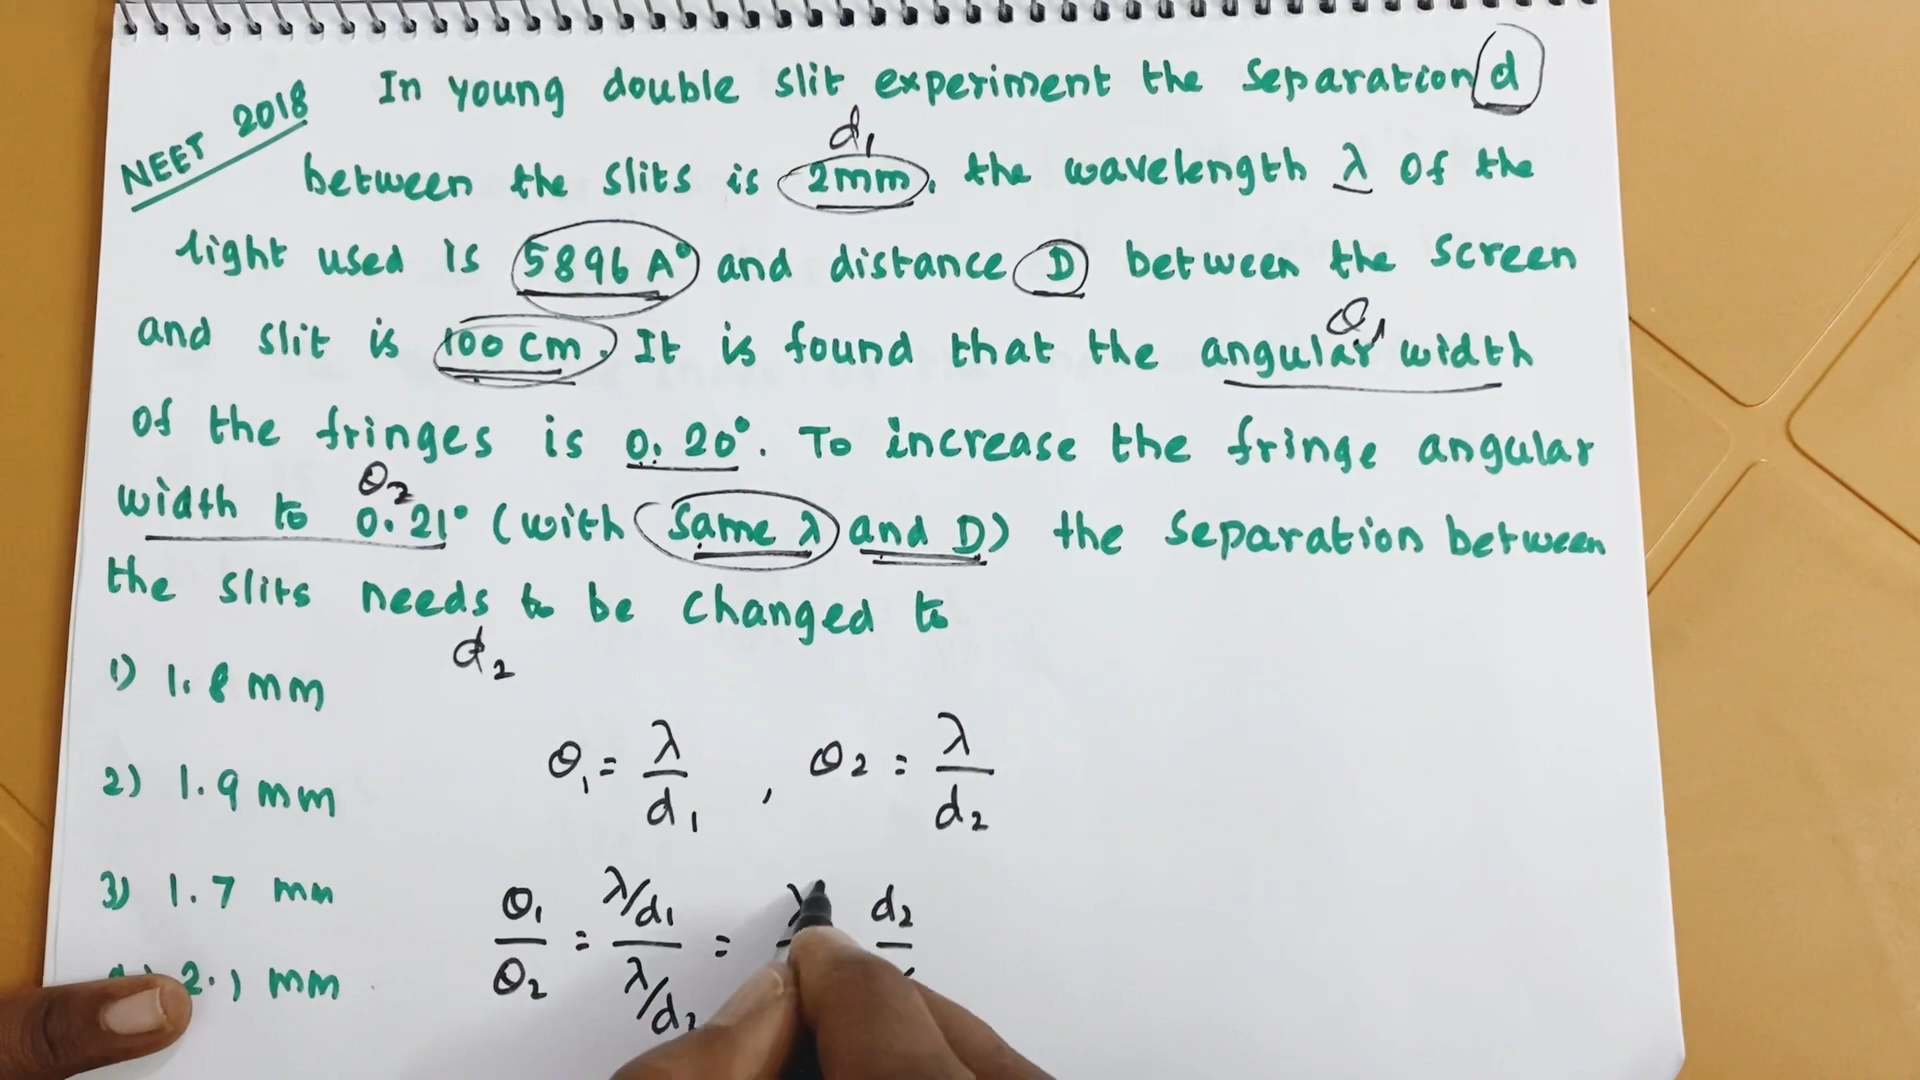 NEET 2018
In young double slit experiment the separation d
d₁
between the slits is 2mm. the wavelength λ of the
light used is 5896 A° and distance D between the screen
θ₁
and slit is 100 cm. It is found that the angular width
of the fringes is 0.20°. To increase the fringe angular
θ₂
width to 0.21° (with same λ and D) the separation between
the slits needs to be changed to
d₂
1) 1.8 mm
2) 1.9 mm
3) 1.7 mm
2.1 mm
θ₁ = λ/d₁ , θ₂ = λ/d₂
θ₁/θ₂ = (λ/d₁)/(λ/d₂) = d₂